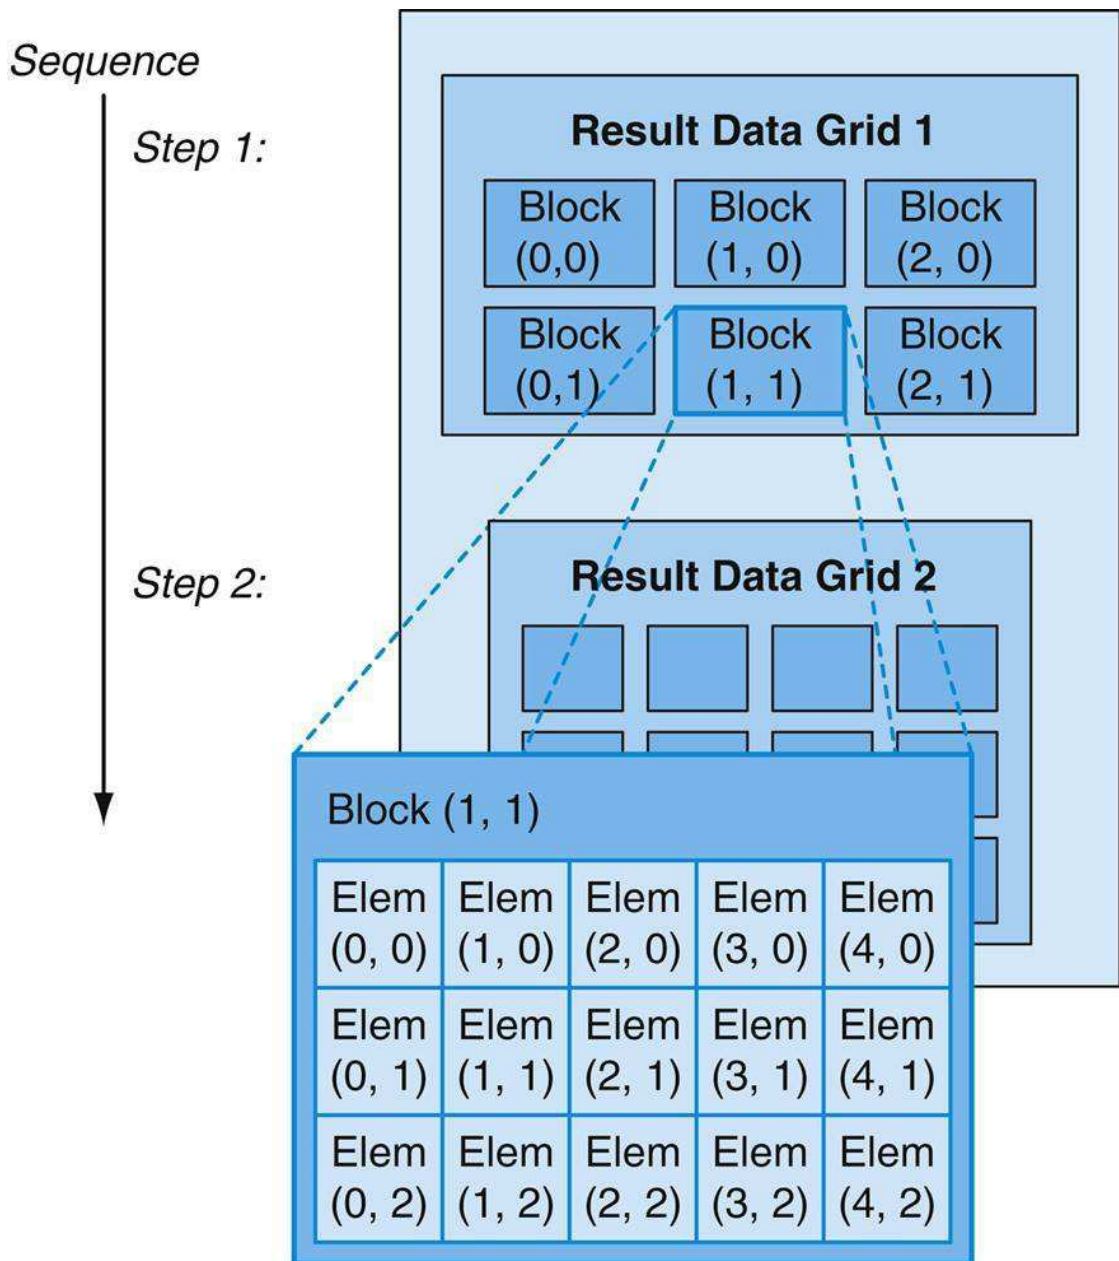 Sequence
Step 1:
Result Data Grid 1
Block
(0,0)
Block
(1, 0)
Block
(2, 0)
Block
(0,1)
Block
(1, 1)
Block
(2, 1)
Step 2:
Result Data Grid 2
Block (1, 1)
Elem
(0, 0)
Elem
(1, 0)
Elem
(2, 0)
Elem
(3, 0)
Elem
(4, 0)
Elem
(0, 1)
Elem
(1, 1)
Elem
(2, 1)
Elem
(3, 1)
Elem
(4, 1)
Elem
(0, 2)
Elem
(1, 2)
Elem
(2, 2)
Elem
(3, 2)
Elem
(4, 2)